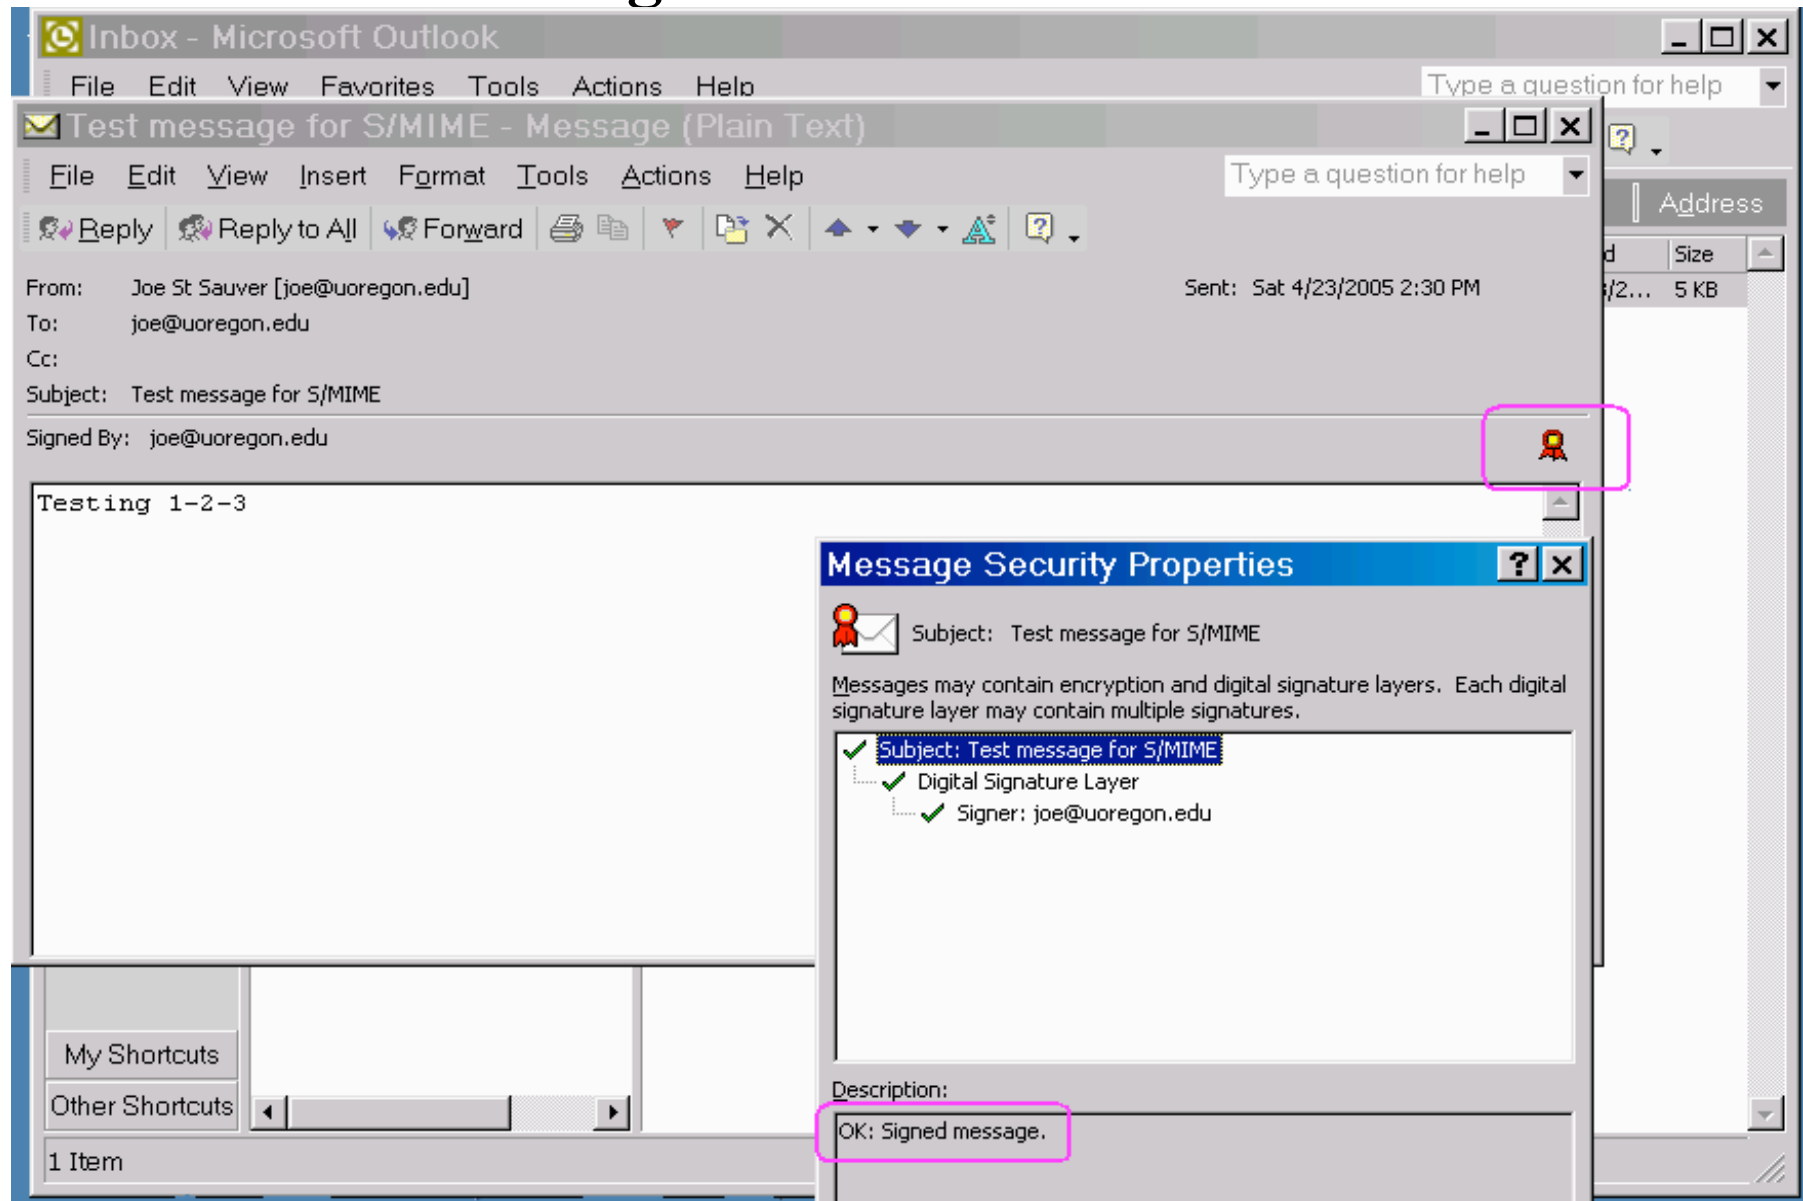 Inbox - Microsoft Outlook
File Edit View Favorites Tools Actions Help
Type a question for help
Test message for S/MIME - Message (Plain Text)
File Edit View Insert Format Tools Actions Help
Type a question for help
Address
Reply Reply to All Forward
d Size
From: Joe St Sauver [joe@uoregon.edu]
Sent: Sat 4/23/2005 2:30 PM
/2... 5 KB
To: joe@uoregon.edu
Cc:
Subject: Test message for S/MIME
Signed By: joe@uoregon.edu
Testing 1-2-3
Message Security Properties
Subject: Test message for S/MIME
Messages may contain encryption and digital signature layers. Each digital
signature layer may contain multiple signatures.
Subject: Test message for S/MIME
Digital Signature Layer
Signer: joe@uoregon.edu
My Shortcuts
Other Shortcuts
Description:
OK: Signed message.
1 Item